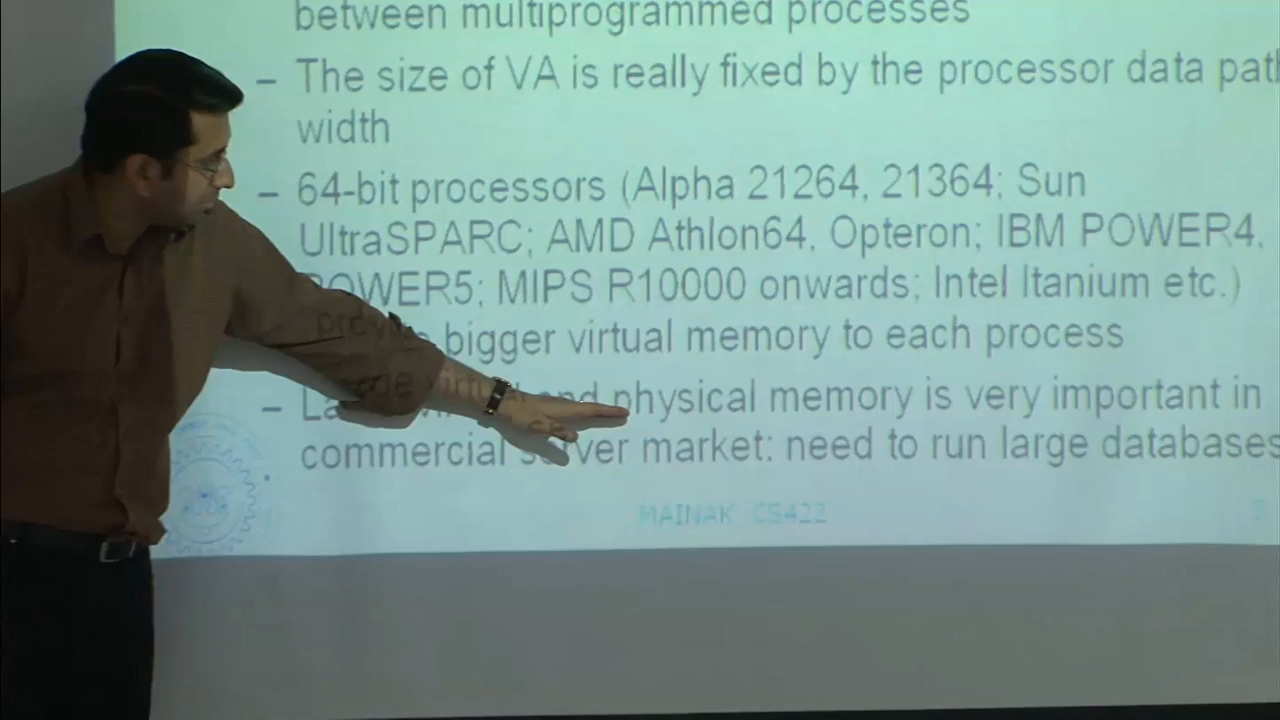 between multiprogrammed processes
– The size of VA is really fixed by the processor data path
width
– 64-bit processors (Alpha 21264, 21364; Sun
UltraSPARC; AMD Athlon64, Opteron; IBM POWER4,
POWER5; MIPS R10000 onwards; Intel Itanium etc.)
provide bigger virtual memory to each process
– Large virtual and physical memory is very important in
commercial server market: need to run large databases
MAINAK CS422